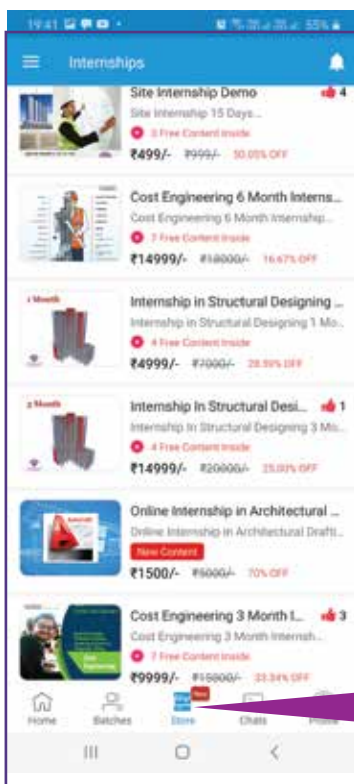 19:41 55%
Internships
Site Internship Demo 4
Site Internship 15 Days...
3 Free Content Inside
₹499/- ₹999/- 50.05% OFF
Cost Engineering 6 Month Interns...
Cost Engineering 6 Month Internship...
7 Free Content Inside
₹14999/- ₹18000/- 16.67% OFF
1 Month
Internship in Structural Designing ...
Internship in Structural Designing 1 Mo...
4 Free Content Inside
₹4999/- ₹7000/- 28.59% OFF
3 Month
Internship In Structural Desi... 1
Internship in Structural Designing 3 Mo...
4 Free Content Inside
₹14999/- ₹20000/- 25.00% OFF
Online Internship in Architectural ...
Online Internship in Architectural Drafti...
New Content
₹1500/- ₹5000/- 70% OFF
Cost Engineering 3 Month I...
Cost Engineering 3 Month Internsh...
7 Free Content Inside
₹9999/- ₹15000/- 33.34% OFF
New
Home Batches Store Chats Profile